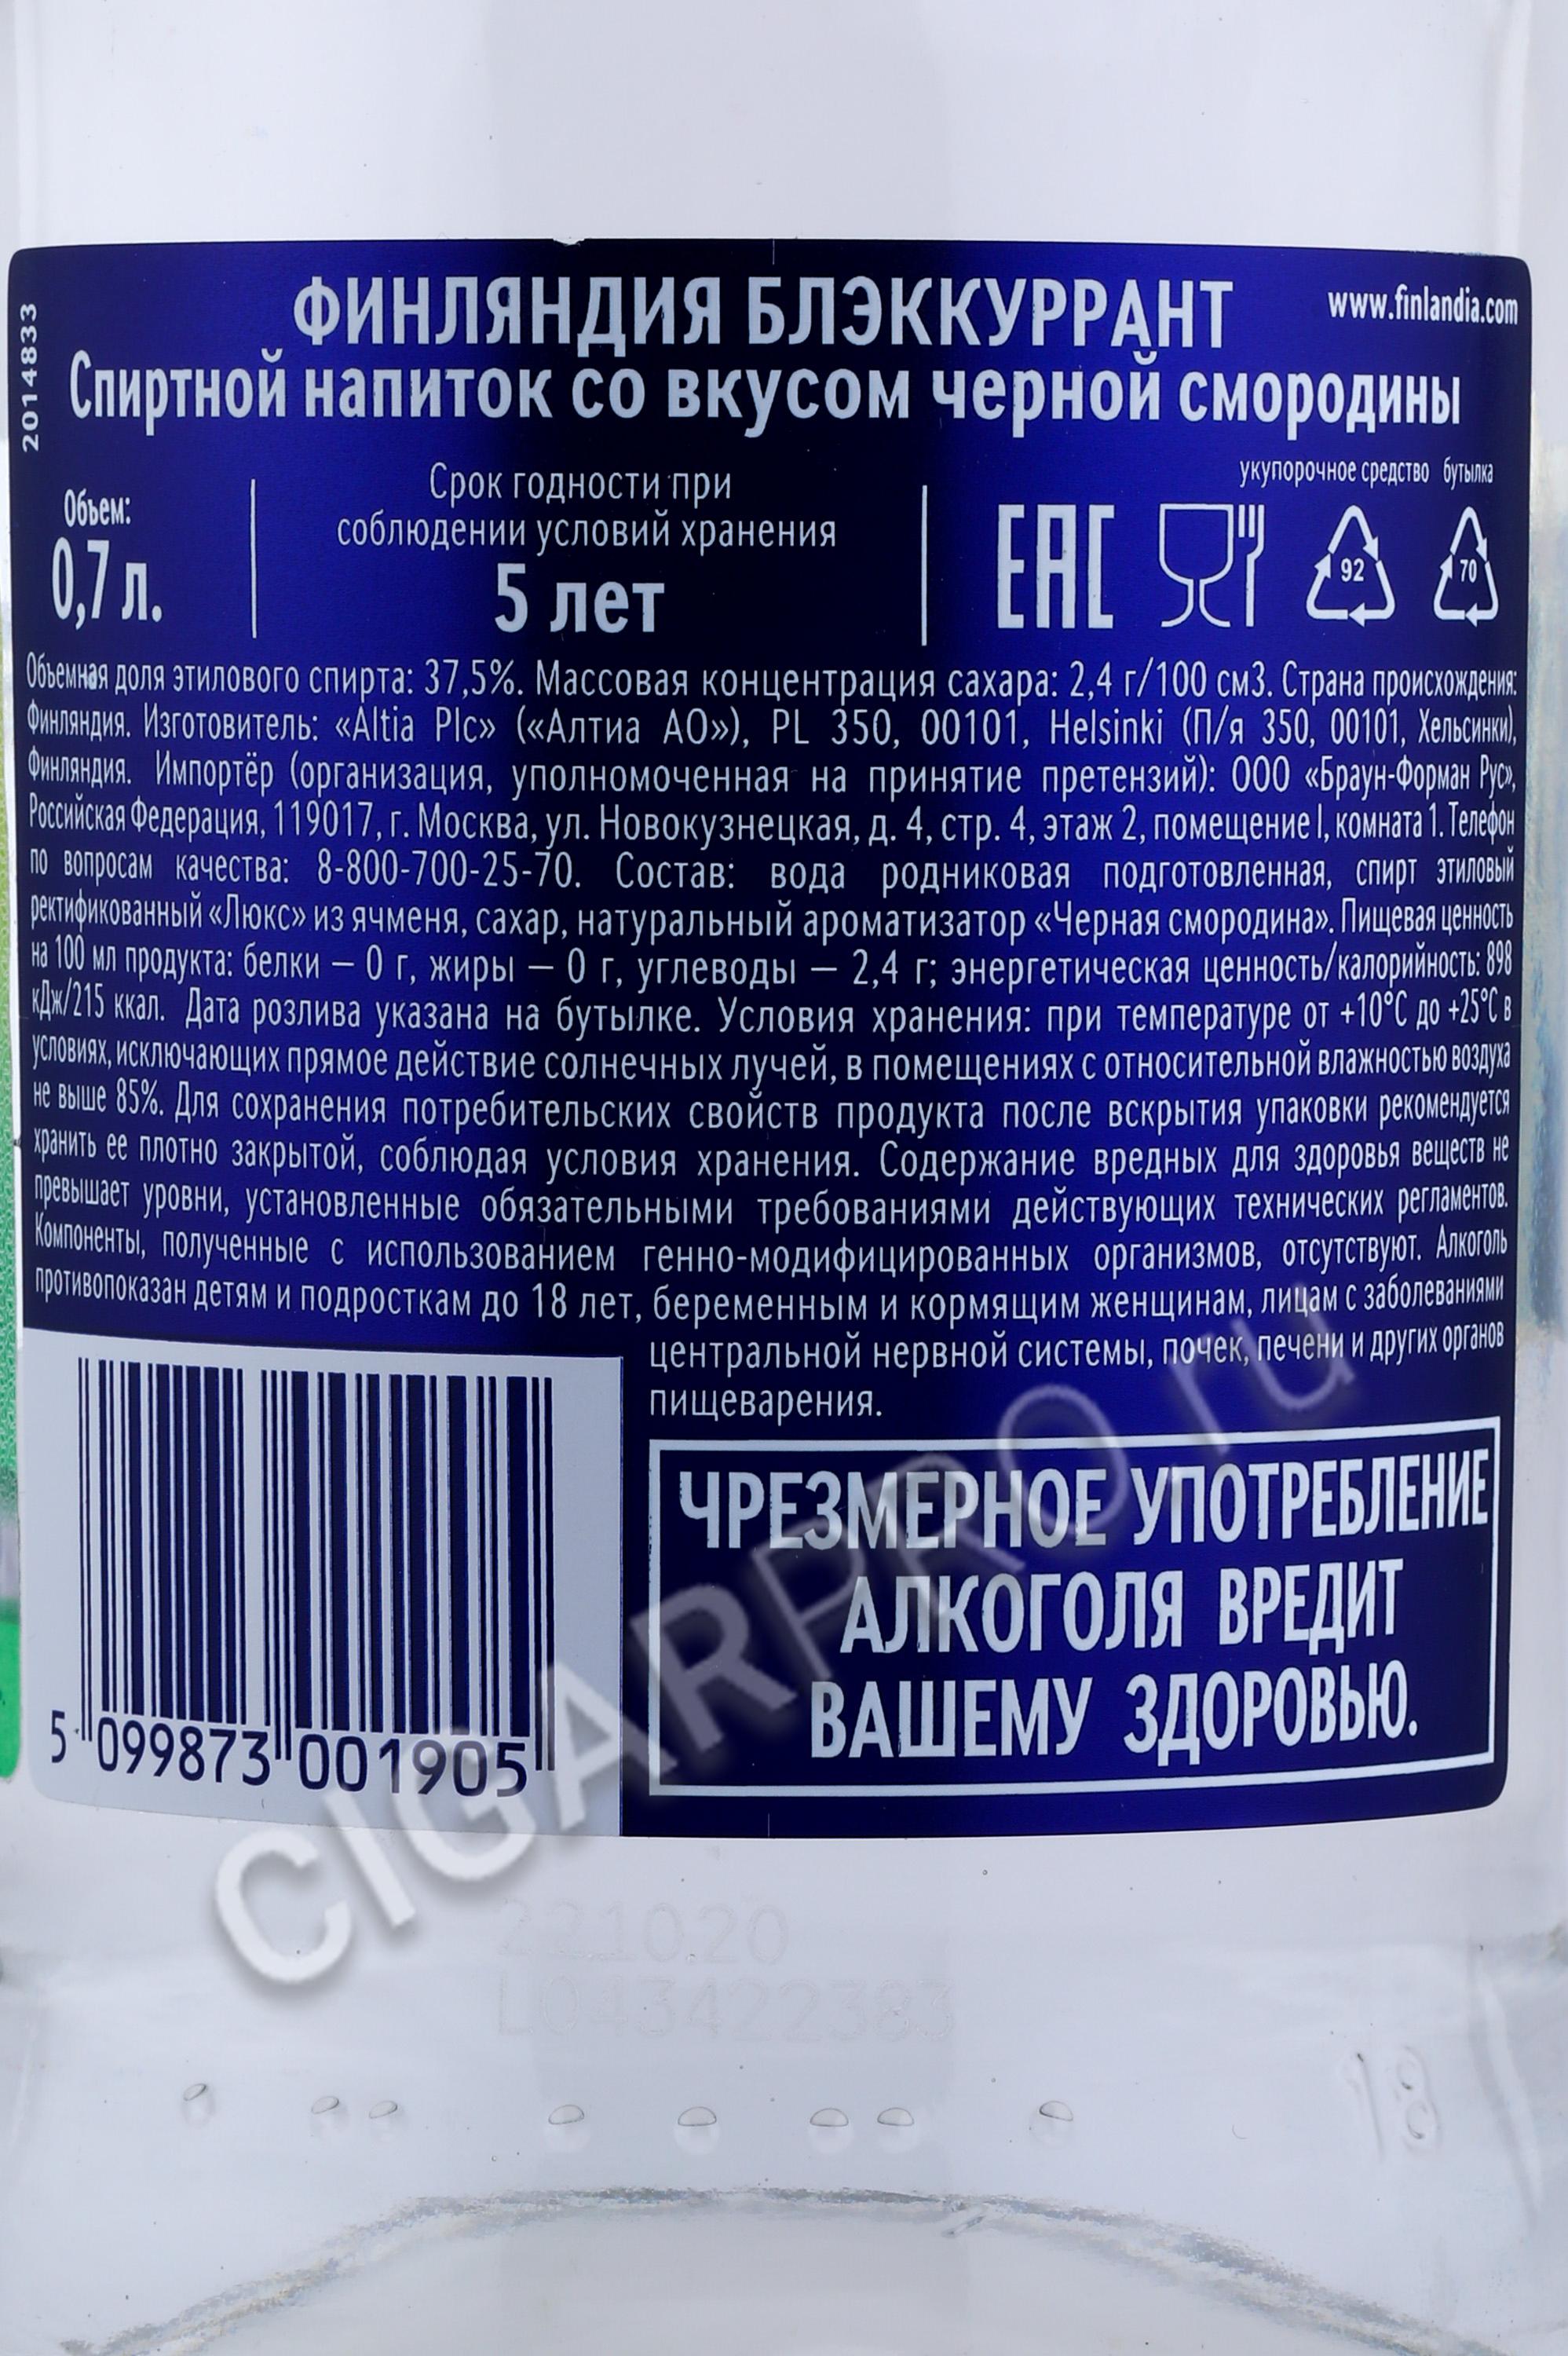 ФИНЛЯНДИЯ БЛЭККУРРАНТ
www.finlandia.com
2014833
Спиртной напиток со вкусом черной смородины
Объем:
0,7 л.
Срок годности при
соблюдении условий хранения
5 лет
укупорочное средство бутылка
EAC
92
70
Объемная доля этилового спирта: 37,5%. Массовая концентрация сахара: 2,4 г/100 см3. Страна происхождения:
Финляндия. Изготовитель: «Altia Plc» («Алтиа АО»), PL 350, 00101, Helsinki (П/я 350, 00101, Хельсинки),
Финляндия. Импортёр (организация, уполномоченная на принятие претензий): ООО «Браун-Форман Рус»,
Российская Федерация, 119017, г. Москва, ул. Новокузнецкая, д. 4, стр. 4, этаж 2, помещение I, комната 1. Телефон
по вопросам качества: 8-800-700-25-70. Состав: вода родниковая подготовленная, спирт этиловый
ректификованный «Люкс» из ячменя, сахар, натуральный ароматизатор «Черная смородина». Пищевая ценность
на 100 мл продукта: белки – 0 г, жиры – 0 г, углеводы – 2,4 г; энергетическая ценность/калорийность: 898
кДж/215 ккал. Дата розлива указана на бутылке. Условия хранения: при температуре от +10°С до +25°С в
условиях, исключающих прямое действие солнечных лучей, в помещениях с относительной влажностью воздуха
не выше 85%. Для сохранения потребительских свойств продукта после вскрытия упаковки рекомендуется
хранить ее плотно закрытой, соблюдая условия хранения. Содержание вредных для здоровья веществ не
превышает уровни, установленные обязательными требованиями действующих технических регламентов.
Компоненты, полученные с использованием генно-модифицированных организмов, отсутствуют. Алкоголь
противопоказан детям и подросткам до 18 лет, беременным и кормящим женщинам, лицам с заболеваниями
центральной нервной системы, почек, печени и других органов
пищеварения.
ЧРЕЗМЕРНОЕ УПОТРЕБЛЕНИЕ
АЛКОГОЛЯ ВРЕДИТ
ВАШЕМУ ЗДОРОВЬЮ.
5 099873 001905
CIGARPRO.ru
221020
L043422383
18